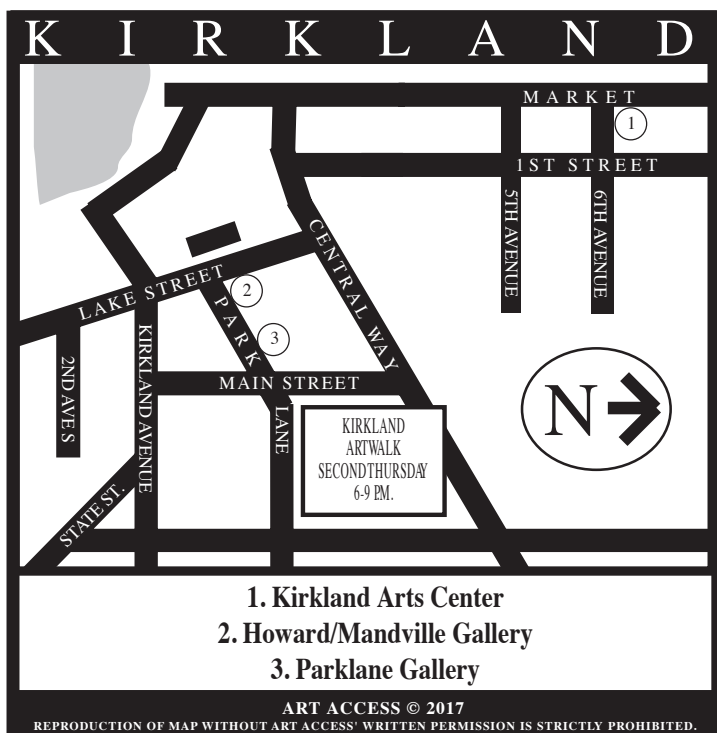 KIRKLAND
MARKET
1
1ST STREET
5TH AVENUE
6TH AVENUE
CENTRAL WAY
LAKE STREET
2
PARK
3
KIRKLAND AVENUE
2ND AVE S
MAIN STREET
LANE
N
KIRKLAND
ARTWALK
SECONDTHURSDAY
6-9 PM.
STATE ST.
1. Kirkland Arts Center
2. Howard/Mandville Gallery
3. Parklane Gallery
ART ACCESS © 2017
REPRODUCTION OF MAP WITHOUT ART ACCESS' WRITTEN PERMISSION IS STRICTLY PROHIBITED.